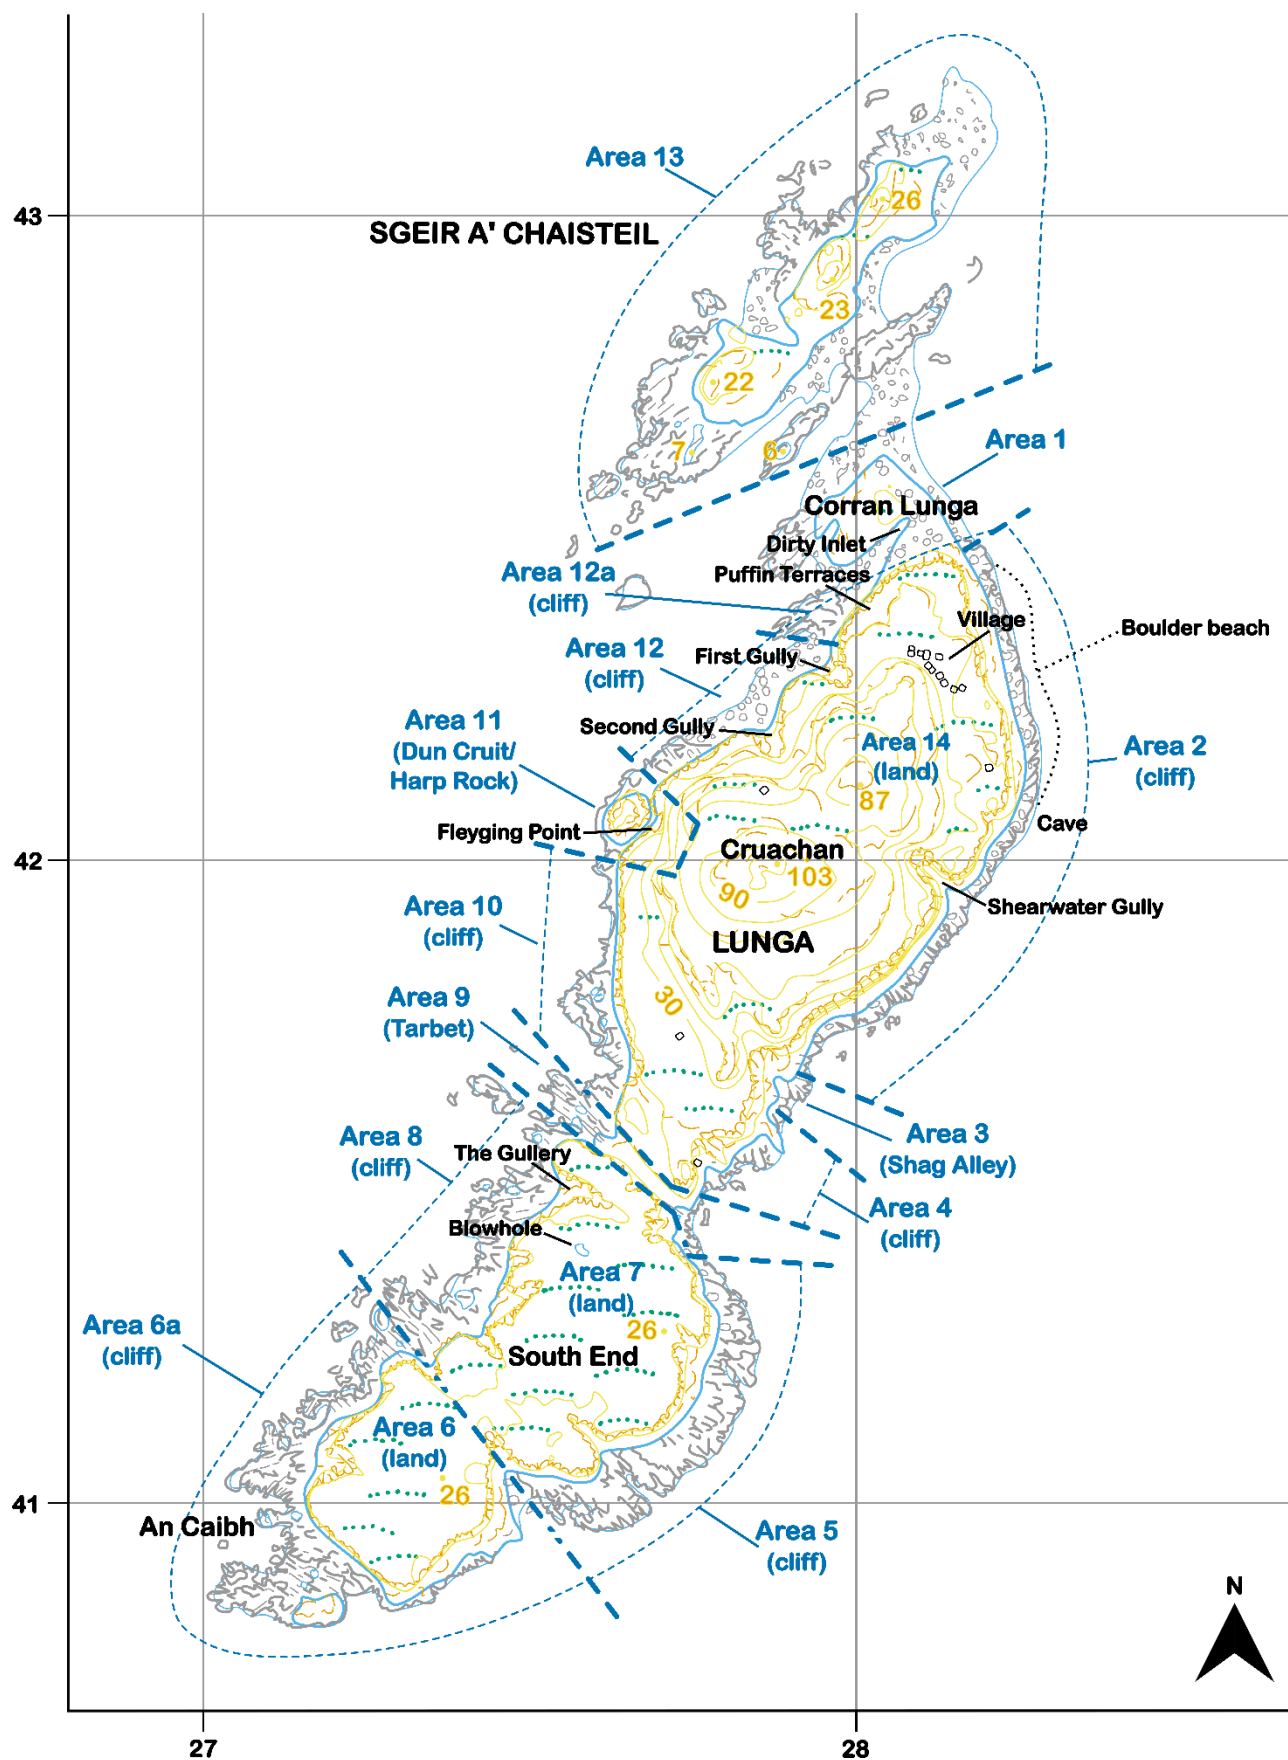 Area 13
43
SGEIR A' CHAISTEIL
26
23
22
7
6
Area 1
Corran Lunga
Dirty Inlet
Area 12a
(cliff)
Puffin Terraces
Village
Boulder beach
Area 12
(cliff)
First Gully
Second Gully
Area 11
(Dun Cruit/
Harp Rock)
Area 14
(land)
Area 2
(cliff)
87
Fleyging Point
Cave
42
Cruachan
103
90
Area 10
(cliff)
Shearwater Gully
LUNGA
30
Area 9
(Tarbet)
Area 8
(cliff)
The Gullery
Area 3
(Shag Alley)
Area 4
(cliff)
Blowhole
Area 7
(land)
26
Area 6a
(cliff)
South End
Area 6
(land)
26
41
An Caibh
Area 5
(cliff)
N
27
28